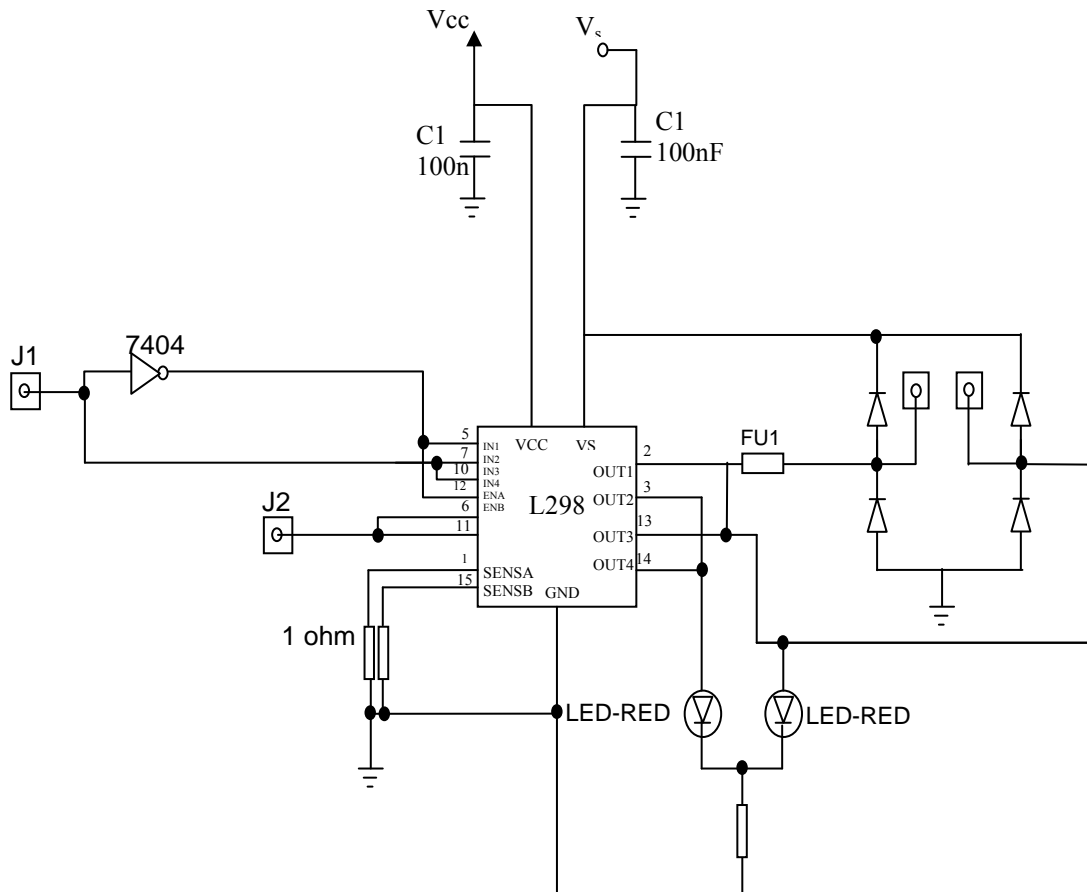 Vcc
Vs
C1
100n
C1
100nF
7404
J1
J2
5
7
10
12
6
11
1
15
IN1
IN2
IN3
IN4
ENA
ENB
SENSA
SENSB
VCC
VS
L298
GND
OUT1
OUT2
OUT3
OUT4
2
3
13
14
FU1
1 ohm
LED-RED
LED-RED